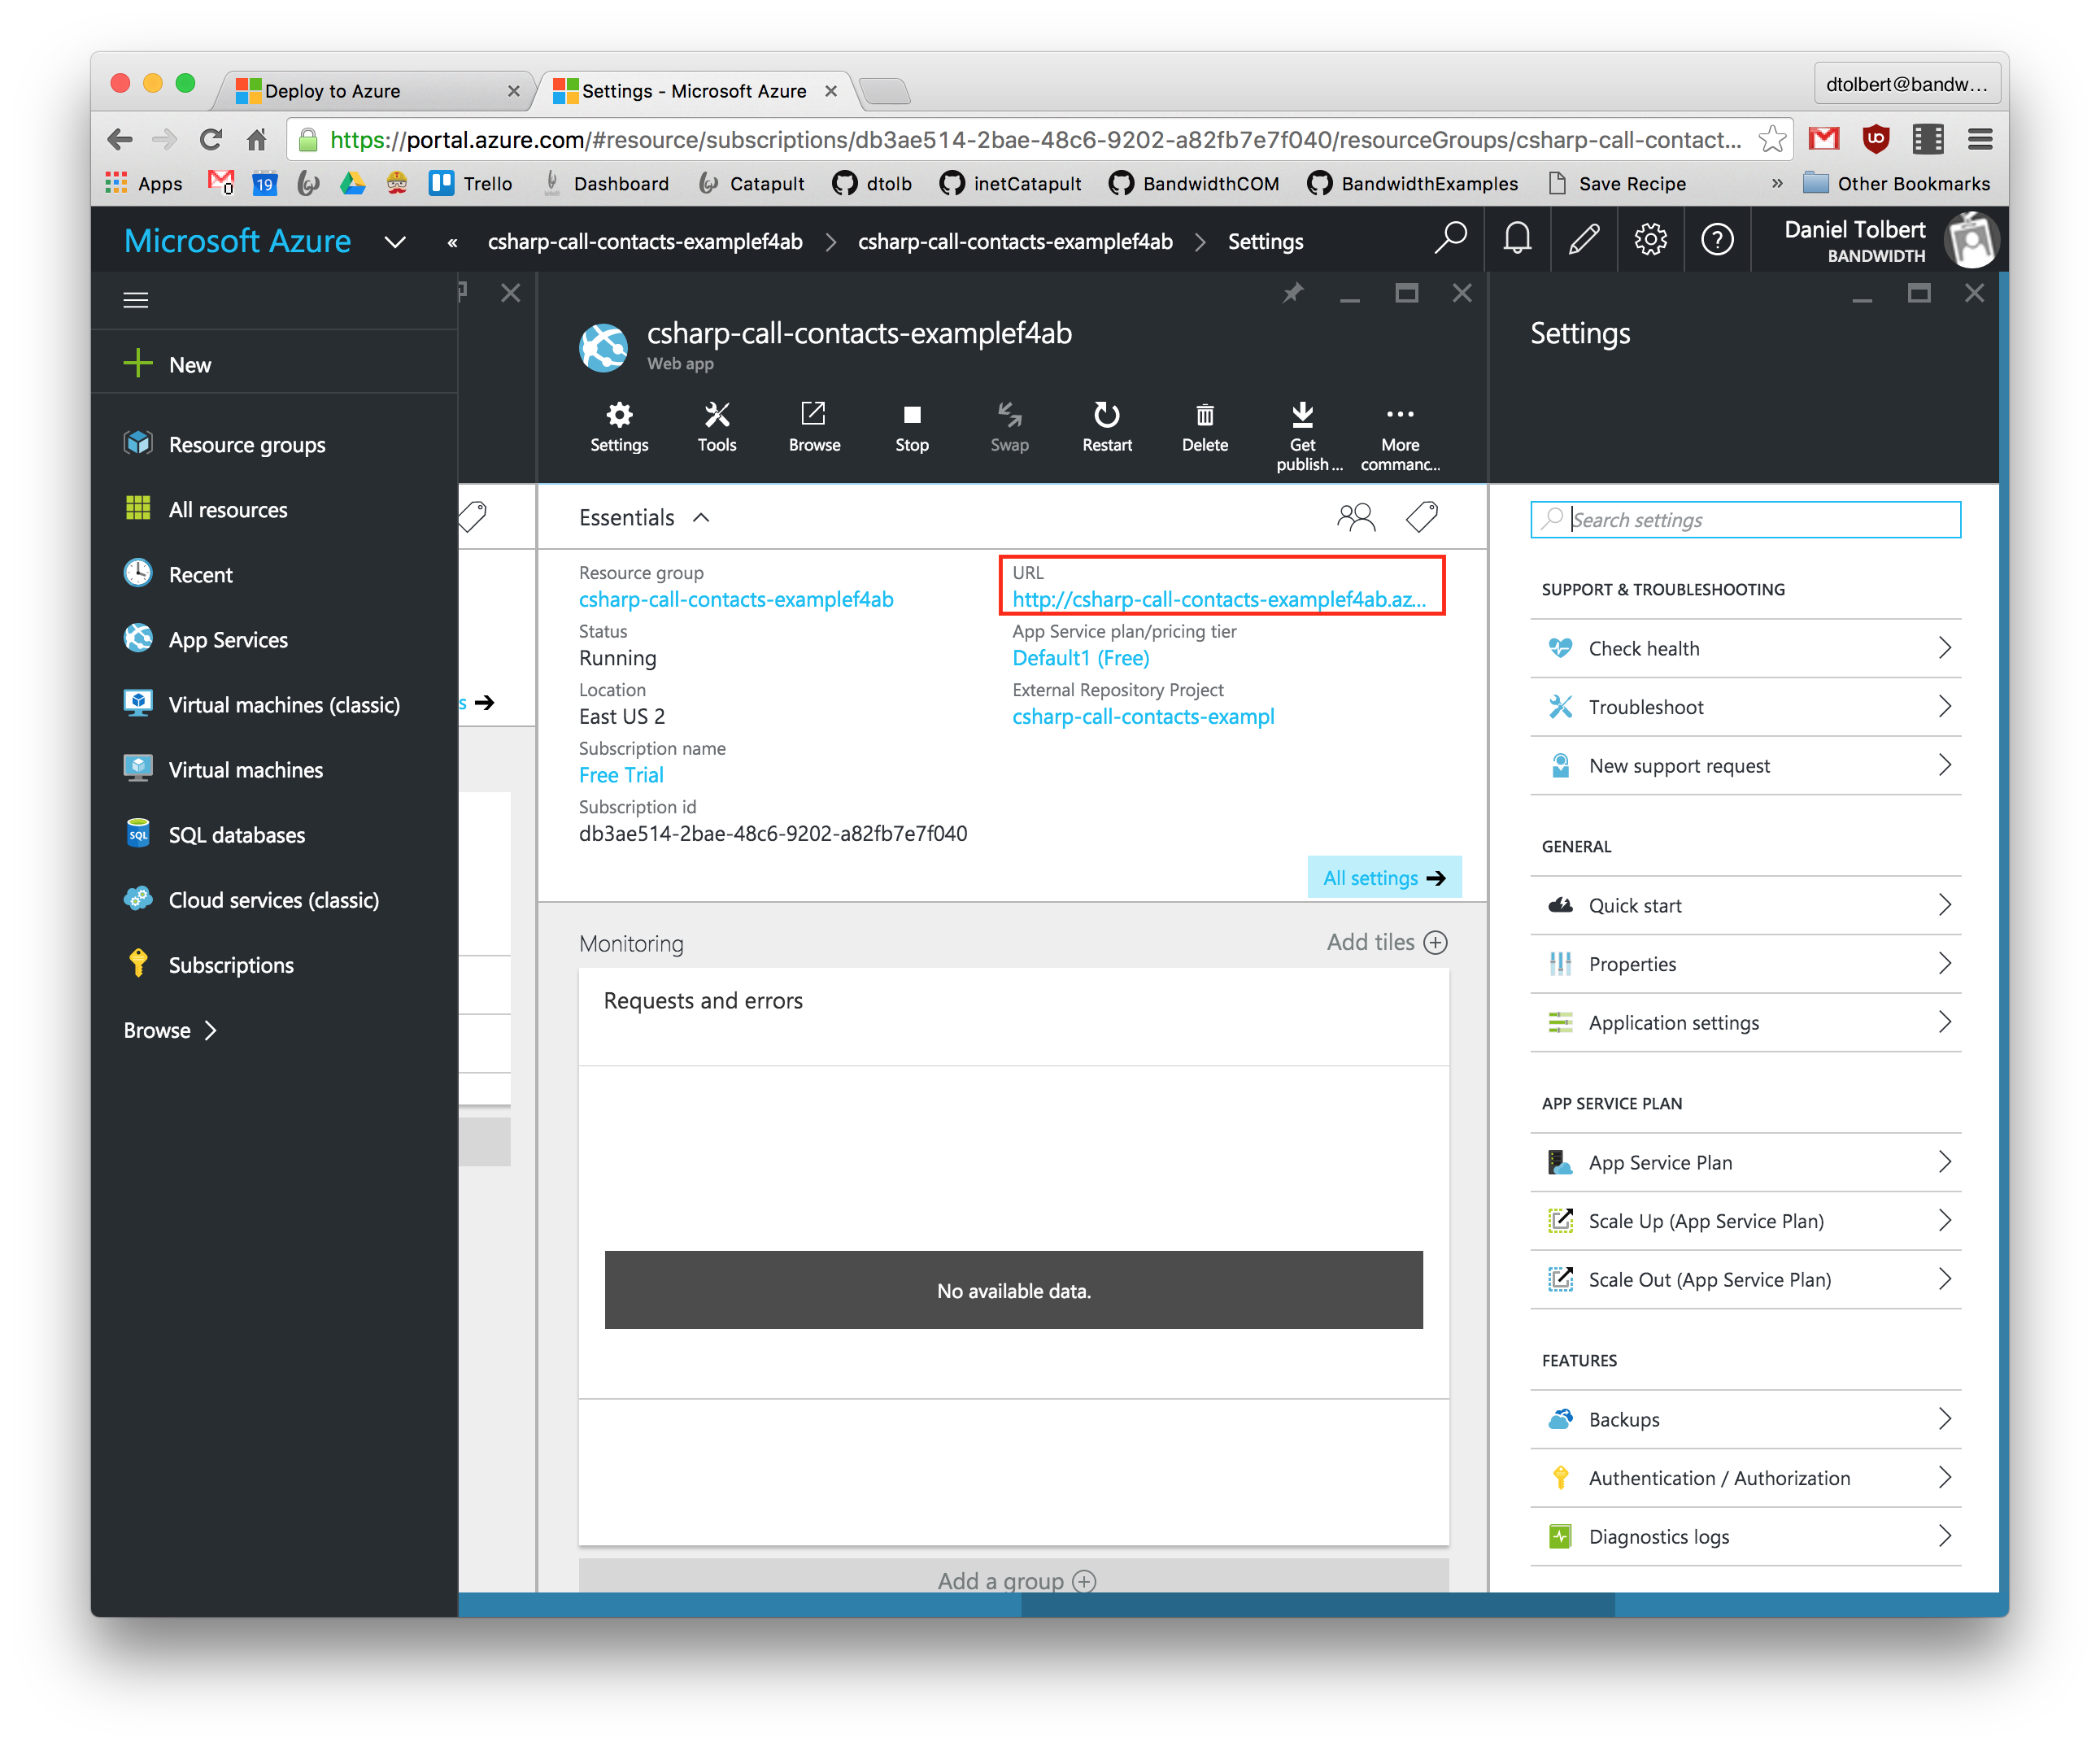 Deploy to Azure
Settings - Microsoft Azure
dtolbert@bandw...
https://portal.azure.com/#resource/subscriptions/db3ae514-2bae-48c6-9202-a82fb7e7f040/resourceGroups/csharp-call-contact...
Apps
0
19
Trello
Dashboard
Catapult
dtolb
inetCatapult
BandwidthCOM
BandwidthExamples
Save Recipe
»
Other Bookmarks
Microsoft Azure
«
csharp-call-contacts-examplef4ab
csharp-call-contacts-examplef4ab
Settings
Daniel Tolbert
BANDWIDTH
New
Resource groups
All resources
Recent
App Services
Virtual machines (classic)
Virtual machines
SQL
SQL databases
Cloud services (classic)
Subscriptions
Browse
s
csharp-call-contacts-examplef4ab
Web app
Settings
Tools
Browse
Stop
Swap
Restart
Delete
Get
publish...
More
commanc...
Essentials
Resource group
csharp-call-contacts-examplef4ab
Status
Running
Location
East US 2
Subscription name
Free Trial
Subscription id
db3ae514-2bae-48c6-9202-a82fb7e7f040
URL
http://csharp-call-contacts-examplef4ab.az...
App Service plan/pricing tier
Default1 (Free)
External Repository Project
csharp-call-contacts-exampl
All settings
Monitoring
Add tiles
Requests and errors
No available data.
Add a group
Settings
Search settings
SUPPORT & TROUBLESHOOTING
Check health
Troubleshoot
New support request
GENERAL
Quick start
Properties
Application settings
APP SERVICE PLAN
App Service Plan
Scale Up (App Service Plan)
Scale Out (App Service Plan)
FEATURES
Backups
Authentication / Authorization
Diagnostics logs